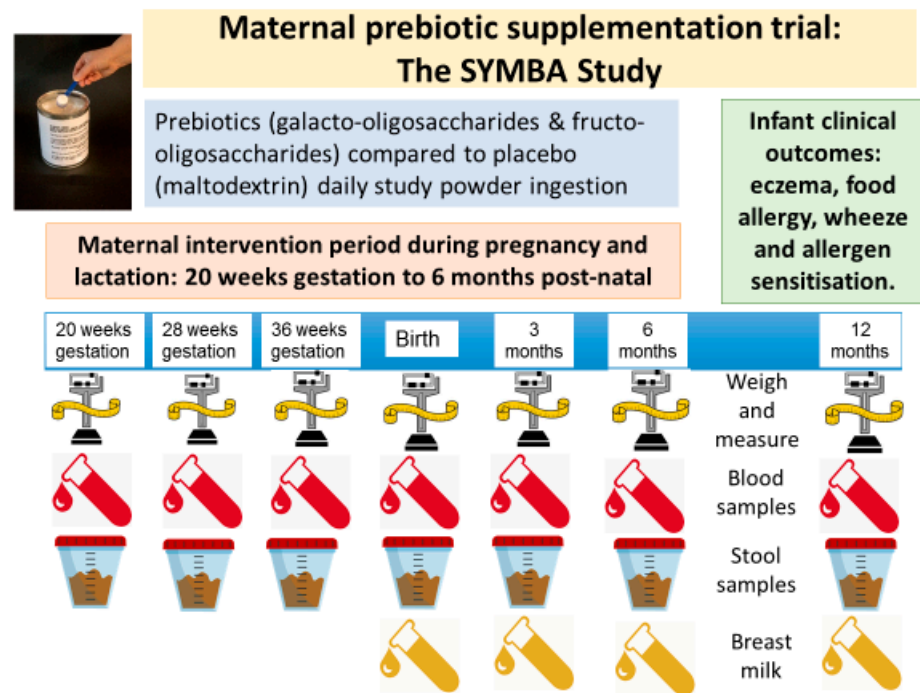 Maternal prebiotic supplementation trial:
The SYMBA Study
Prebiotics (galacto-oligosaccharides & fructo-
oligosaccharides) compared to placebo
(maltodextrin) daily study powder ingestion
Infant clinical
outcomes:
eczema, food
allergy, wheeze
and allergen
sensitisation.
Maternal intervention period during pregnancy and
lactation: 20 weeks gestation to 6 months post-natal
20 weeks
gestation
28 weeks
gestation
36 weeks
gestation
Birth
3
months
6
months
12
months
Weigh
and
measure
Blood
samples
Stool
samples
Breast
milk